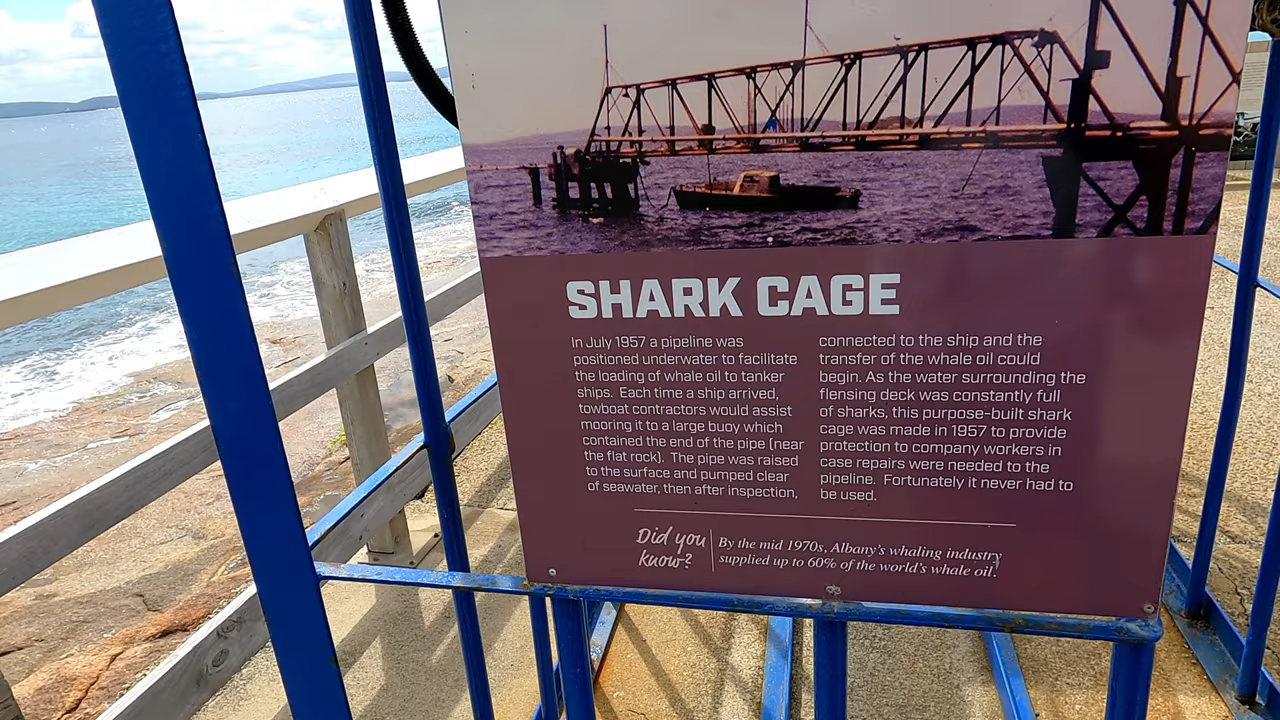 SHARK CAGE
In July 1957 a pipeline was
positioned underwater to facilitate
the loading of whale oil to tanker
ships. Each time a ship arrived,
towboat contractors would assist
mooring it to a large buoy which
contained the end of the pipe (near
the flat rock). The pipe was raised
to the surface and pumped clear
of seawater, then after inspection,
connected to the ship and the
transfer of the whale oil could
begin. As the water surrounding the
flensing deck was constantly full
of sharks, this purpose-built shark
cage was made in 1957 to provide
protection to company workers in
case repairs were needed to the
pipeline. Fortunately it never had to
be used.
Did you
know?
By the mid 1970s, Albany's whaling industry
supplied up to 60% of the world's whale oil.